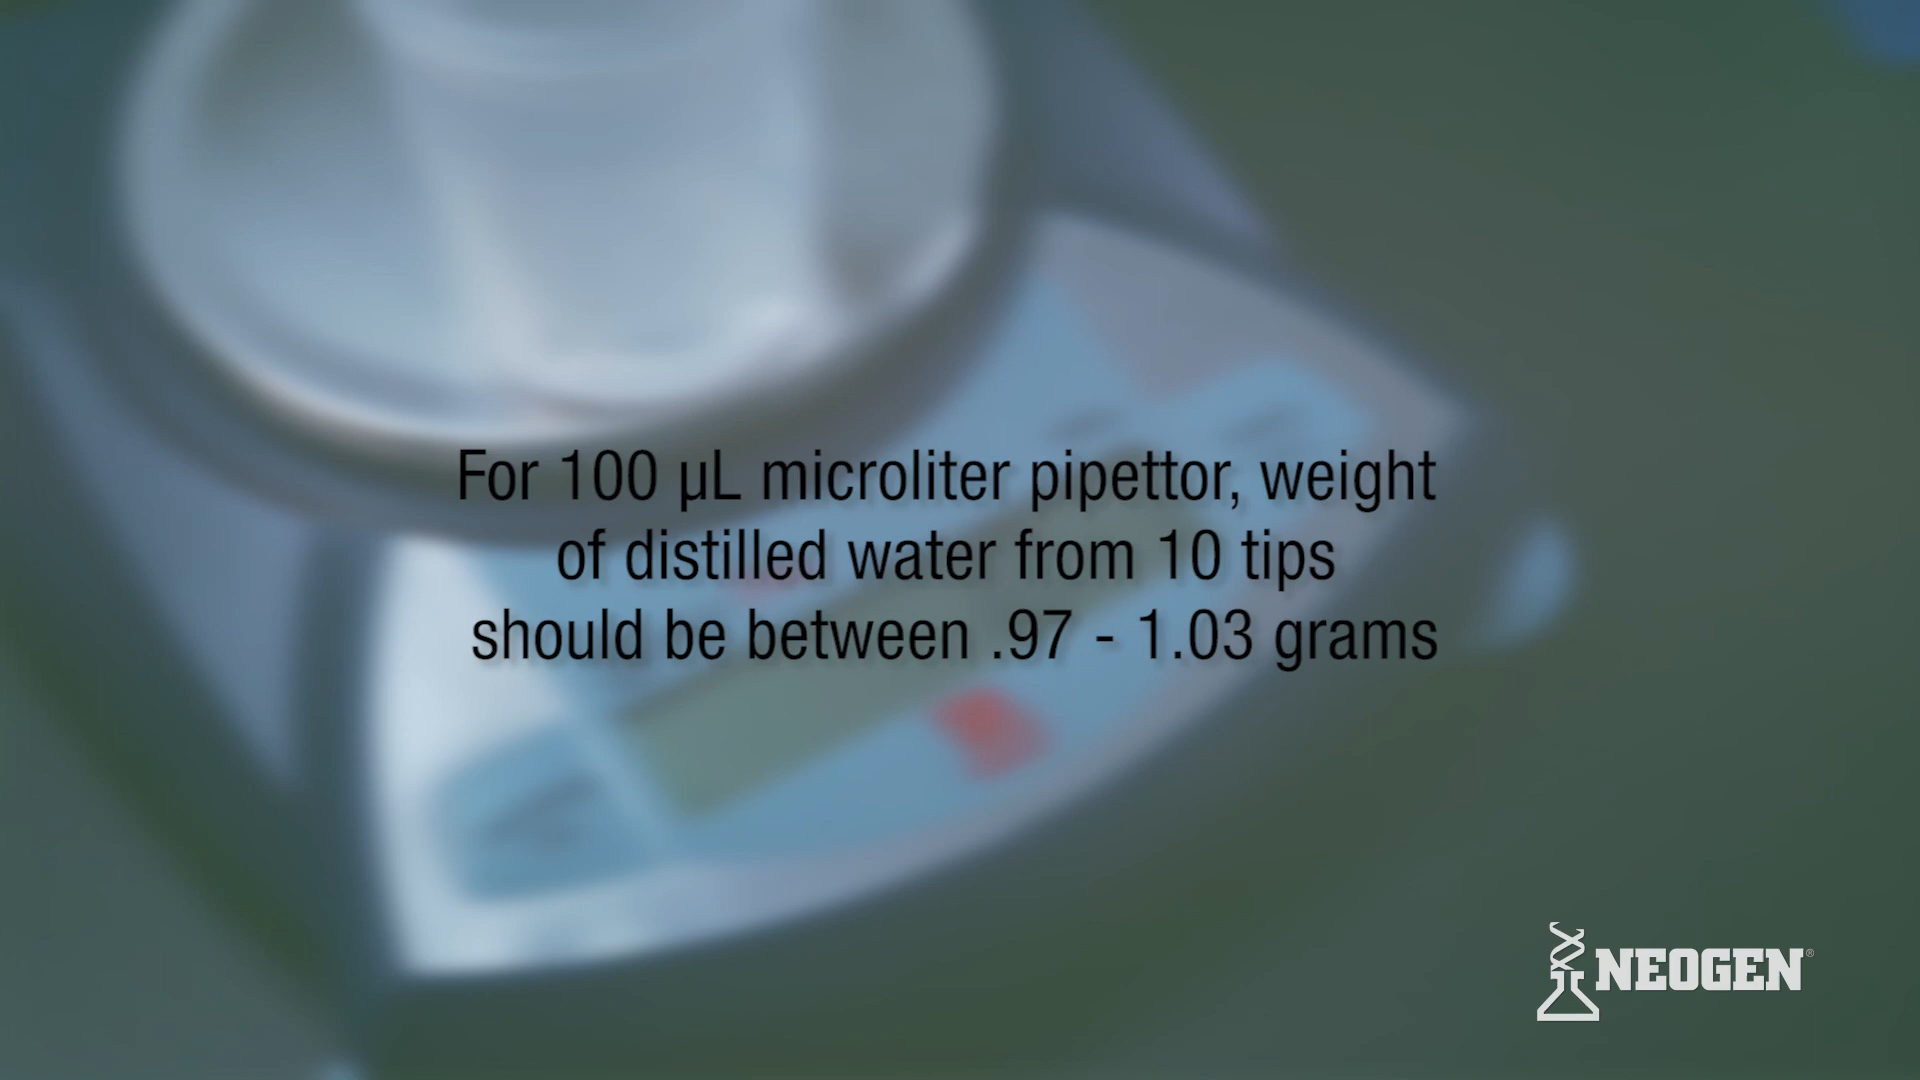 For 100 µL microliter pipettor, weight
of distilled water from 10 tips
should be between .97 - 1.03 grams
NEOGEN®